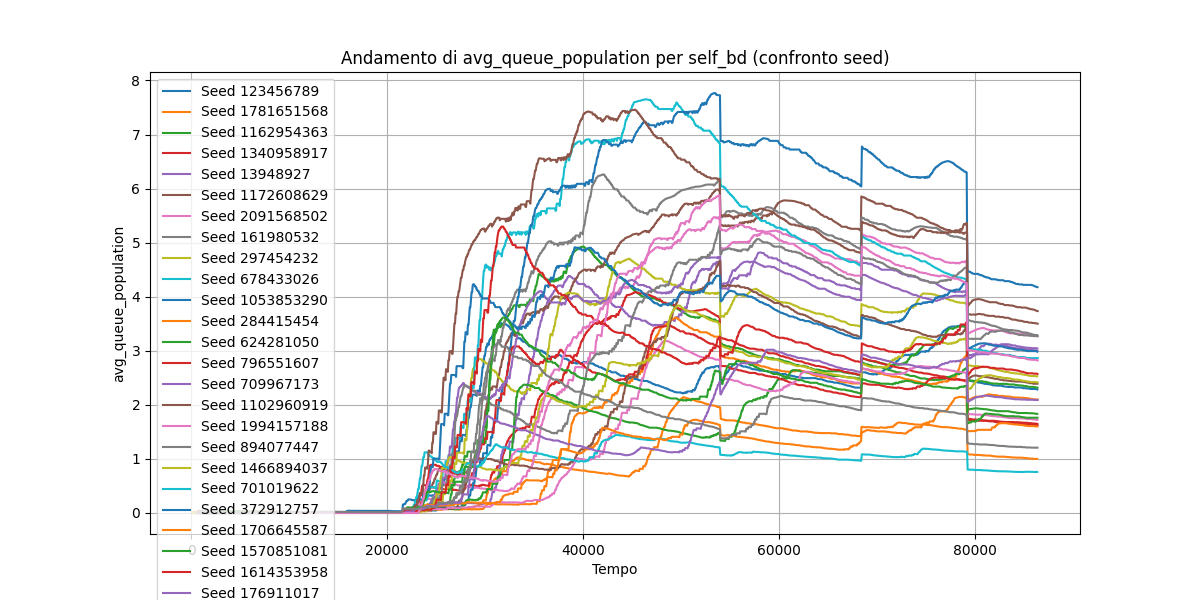 Andamento di avg_queue_population per self_bd (confronto seed)
avg_queue_population
8
7
6
5
4
3
2
1
0
Seed 123456789
Seed 1781651568
Seed 1162954363
Seed 1340958917
Seed 13948927
Seed 1172608629
Seed 2091568502
Seed 161980532
Seed 297454232
Seed 678433026
Seed 1053853290
Seed 284415454
Seed 624281050
Seed 796551607
Seed 709967173
Seed 1102960919
Seed 1994157188
Seed 894077447
Seed 1466894037
Seed 701019622
Seed 372912757
Seed 1706645587
Seed 1570851081
Seed 1614353958
Seed 176911017
0 20000 40000 60000 80000
Tempo